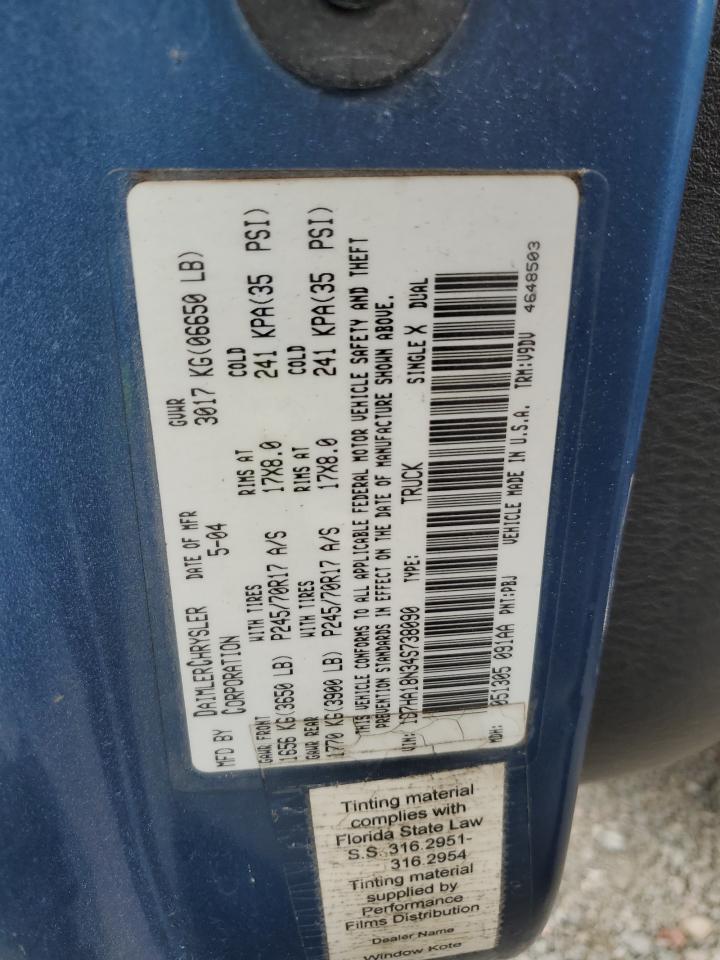 MFD BY DAIMLERCHRYSLER CORPORATION
DATE OF MFR 5-04
GVWR 3017 KG(06650 LB)
GAWR FRONT WITH TIRES RIMS AT COLD
1656 KG(3650 LB) P245/70R17 A/S 17X8.0 241 KPA(35 PSI)
GAWR REAR WITH TIRES RIMS AT COLD
1770 KG(3900 LB) P245/70R17 A/S 17X8.0 241 KPA(35 PSI)
THIS VEHICLE CONFORMS TO ALL APPLICABLE FEDERAL MOTOR VEHICLE SAFETY AND THEFT
PREVENTION STANDARDS IN EFFECT ON THE DATE OF MANUFACTURE SHOWN ABOVE.
VIN: 1D7HA18N34S738090 TYPE: TRUCK SINGLE X DUAL
MDH: 051305 091AA PNT:PBJ VEHICLE MADE IN U.S.A. TRM:V9DV
4648503
Tinting material
complies with
Florida State Law
S.S. 316.2951-
316.2954
Tinting material
supplied by
Performance
Films Distribution
Dealer Name
Window Kote